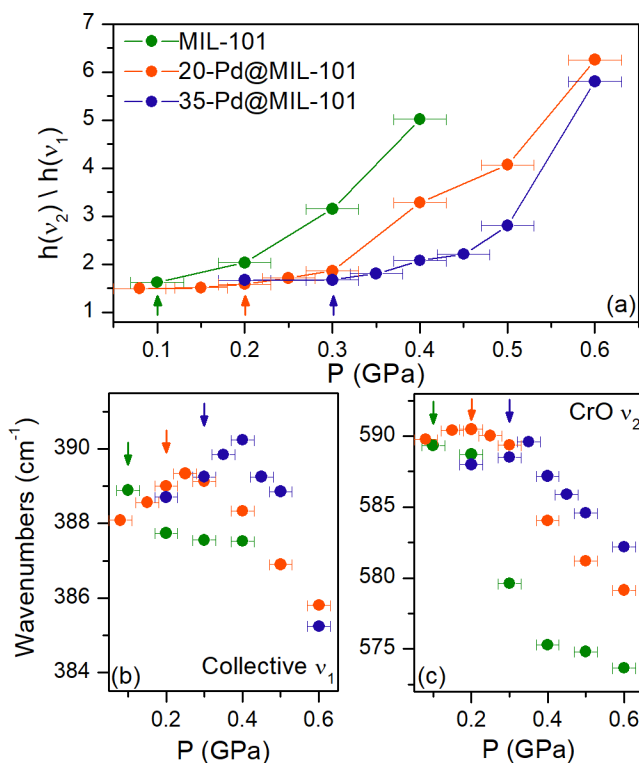 7
6
5
4
3
2
1
h(ν₂) \ h(ν₁)
MIL-101
20-Pd@MIL-101
35-Pd@MIL-101
(a)
0.1 0.2 0.3 0.4 0.5 0.6
P (GPa)
390
388
386
384
Wavenumbers (cm⁻¹)
(b) Collective ν₁
0.2 0.4 0.6
P (GPa)
CrO ν₂
590
585
580
575
(c)
0.2 0.4 0.6
P (GPa)